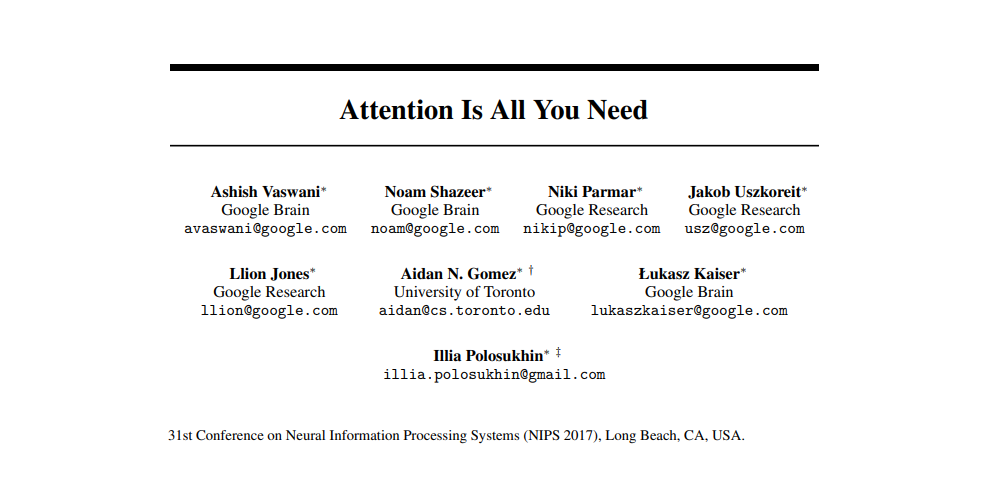 Attention Is All You Need
Ashish Vaswani* Noam Shazeer* Niki Parmar* Jakob Uszkoreit*
Google Brain Google Brain Google Research Google Research
avaswani@google.com noam@google.com nikip@google.com usz@google.com
Llion Jones* Aidan N. Gomez* † Łukasz Kaiser*
Google Research University of Toronto Google Brain
llion@google.com aidan@cs.toronto.edu lukaszkaiser@google.com
Illia Polosukhin* ‡
illia.polosukhin@gmail.com
31st Conference on Neural Information Processing Systems (NIPS 2017), Long Beach, CA, USA.